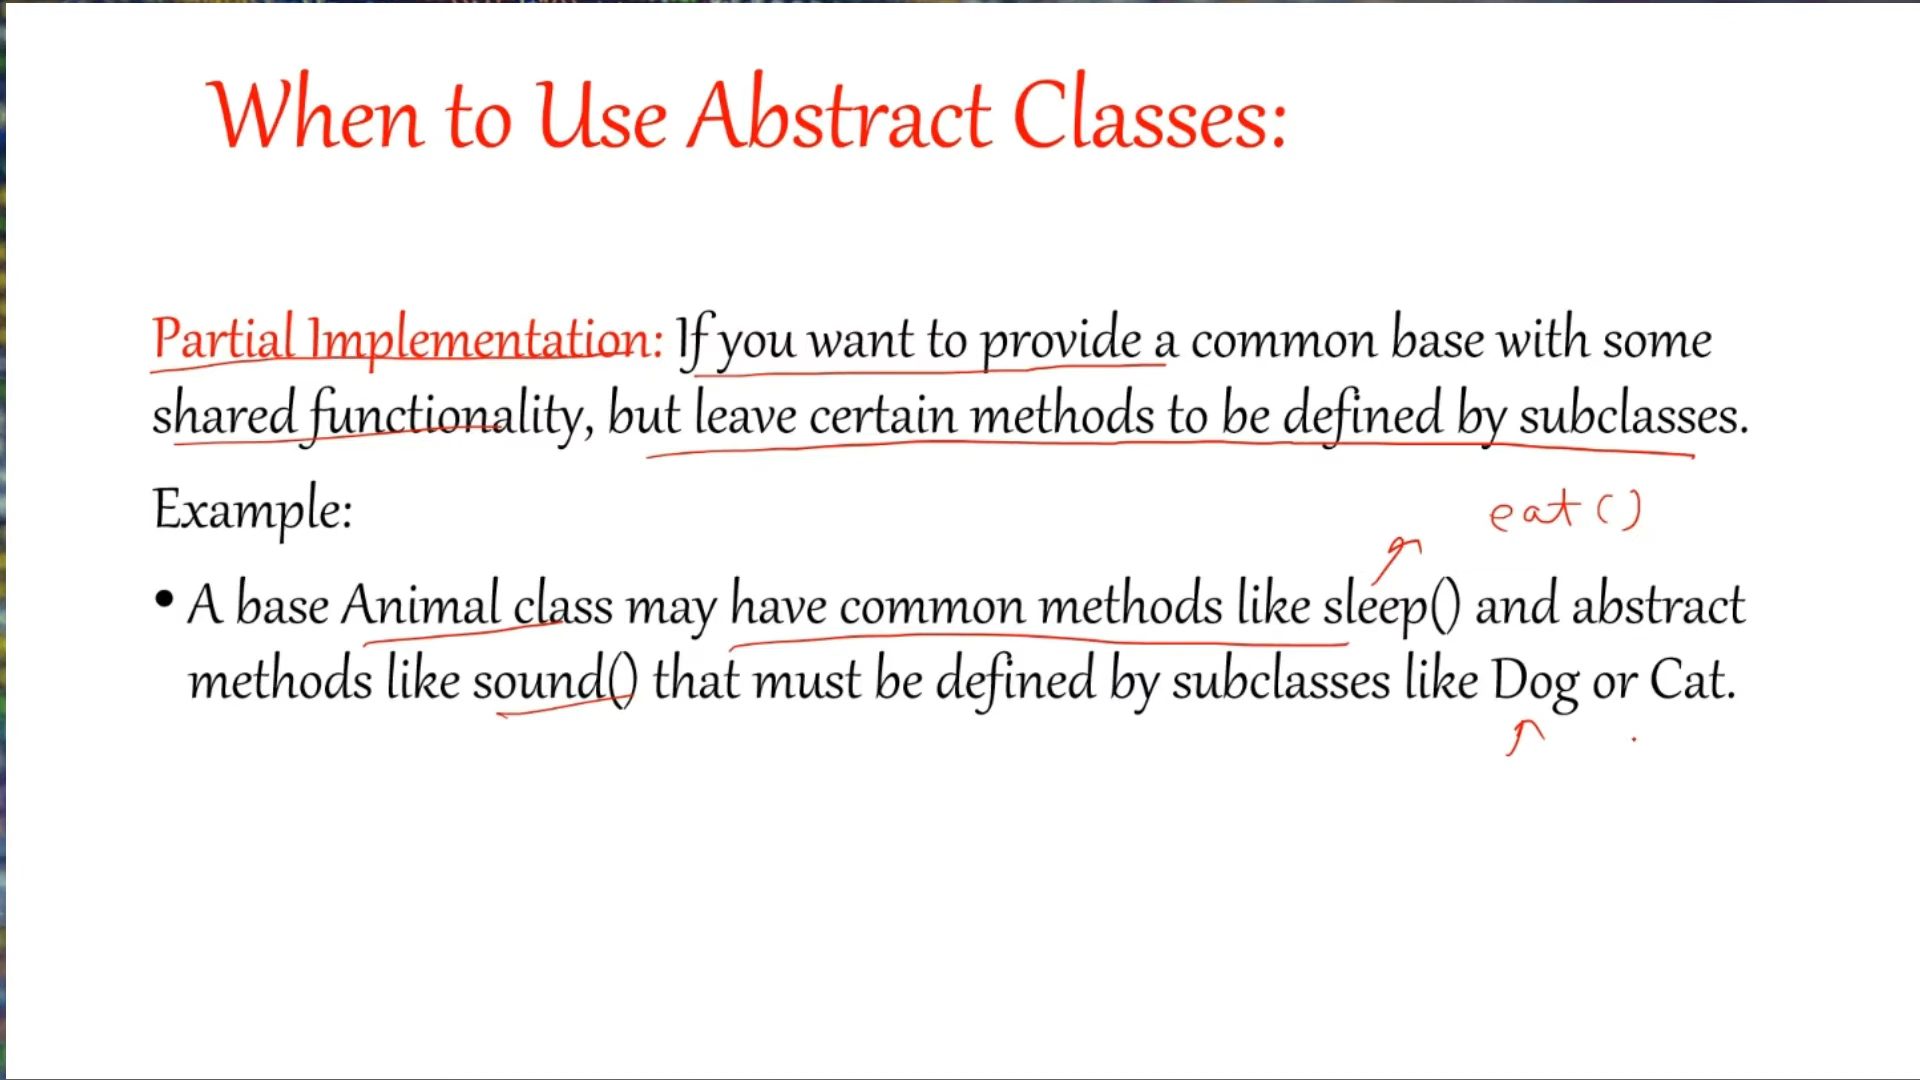 When to Use Abstract Classes:
Partial Implementation: If you want to provide a common base with some
shared functionality, but leave certain methods to be defined by subclasses.
Example:
eat()
• A base Animal class may have common methods like sleep() and abstract
methods like sound() that must be defined by subclasses like Dog or Cat.